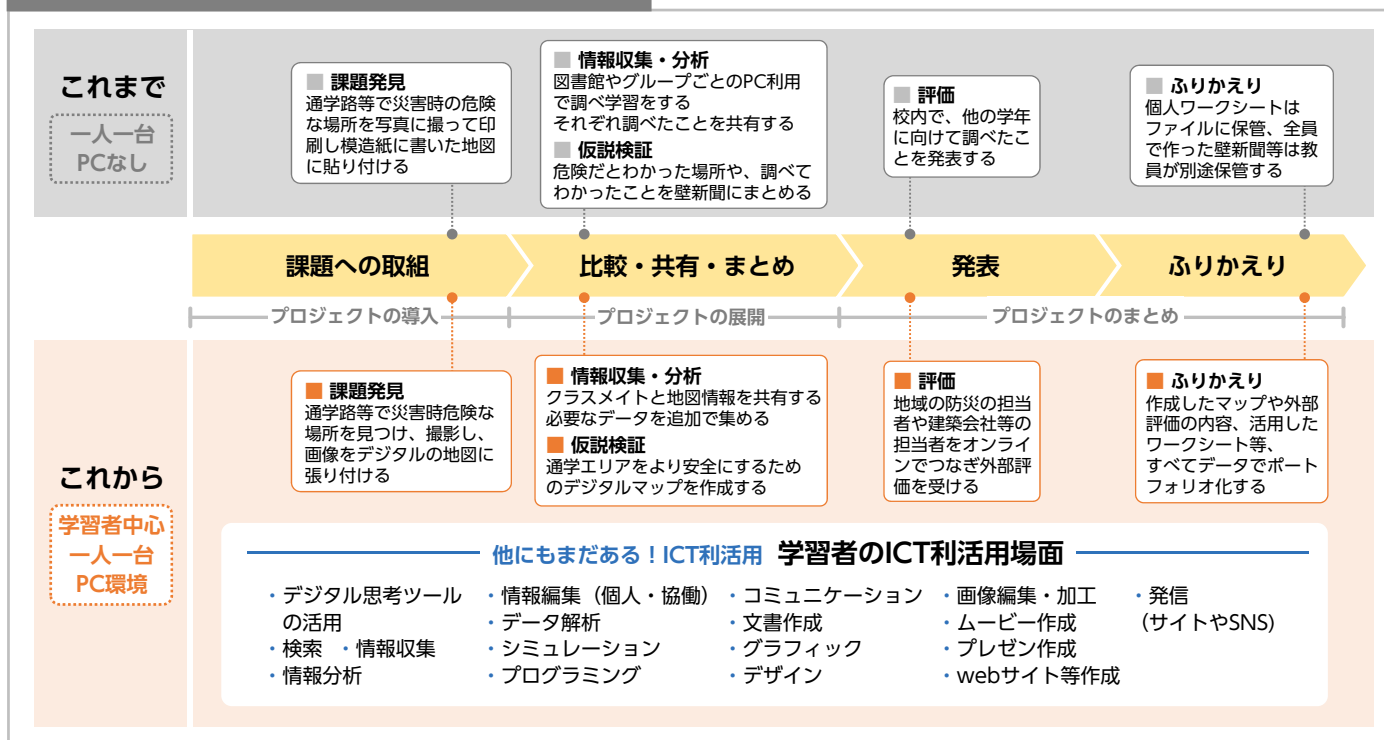 これまで
一人一台
PCなし
■ 課題発見
通学路等で災害時の危険
な場所を写真に撮って印
刷し模造紙に書いた地図
に貼り付ける
■ 情報収集・分析
図書館やグループごとのPC利用
で調べ学習をする
それぞれ調べたことを共有する
■ 仮説検証
危険だとわかった場所や、調べて
わかったことを壁新聞にまとめる
■ 評価
校内で、他の学年
に向けて調べたこ
とを発表する
■ ふりかえり
個人ワークシートは
ファイルに保管、全員
で作った壁新聞等は教
員が別途保管する
課題への取組
比較・共有・まとめ
発表
ふりかえり
プロジェクトの導入
プロジェクトの展開
プロジェクトのまとめ
これから
学習者中心
一人一台
PC環境
■ 課題発見
通学路等で災害時危険な
場所を見つけ、撮影し、
画像をデジタルの地図に
張り付ける
■ 情報収集・分析
クラスメイトと地図情報を共有する
必要なデータを追加で集める
■ 仮説検証
通学エリアをより安全にするため
のデジタルマップを作成する
■ 評価
地域の防災の担当
者や建築会社等の
担当者をオンライ
ンでつなぎ外部評
価を受ける
■ ふりかえり
作成したマップや外部
評価の内容、活用した
ワークシート等、
すべてデータでポート
フォリオ化する
他にもまだある！ICT利活用 学習者のICT利活用場面
・デジタル思考ツール
の活用
・検索 ・情報収集
・情報分析
・情報編集（個人・協働）
・データ解析
・シミュレーション
・プログラミング
・コミュニケーション
・文書作成
・グラフィック
・デザイン
・画像編集・加工
・ムービー作成
・プレゼン作成
・webサイト等作成
・発信
(サイトやSNS)